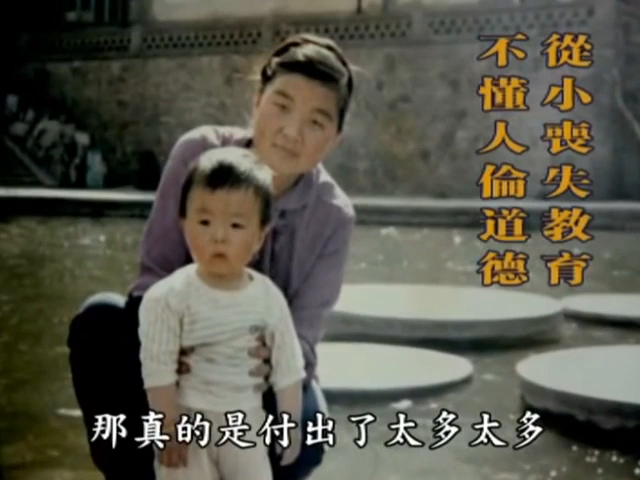 從小喪失教育
不懂人倫道德
那真的是付出了太多太多